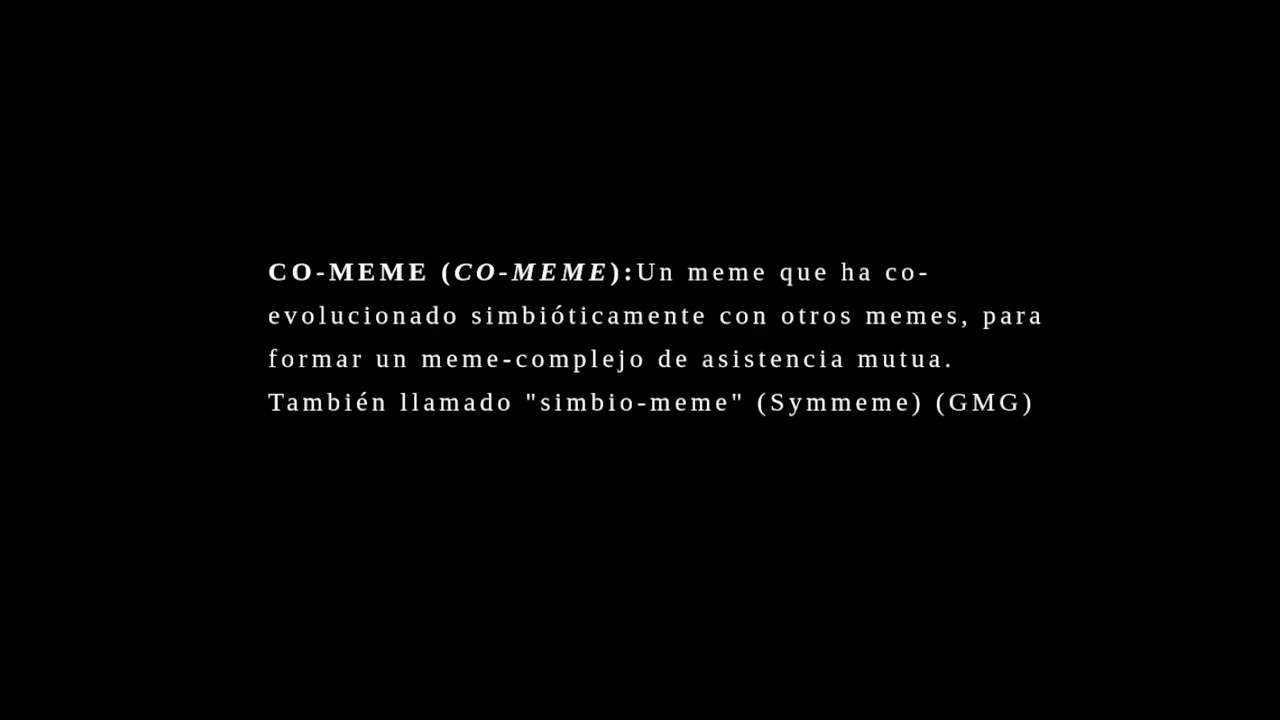 CO-MEME (CO-MEME):Un meme que ha co-
evolucionado simbióticamente con otros memes, para
formar un meme-complejo de asistencia mutua.
También llamado "simbio-meme" (Symmeme) (GMG)